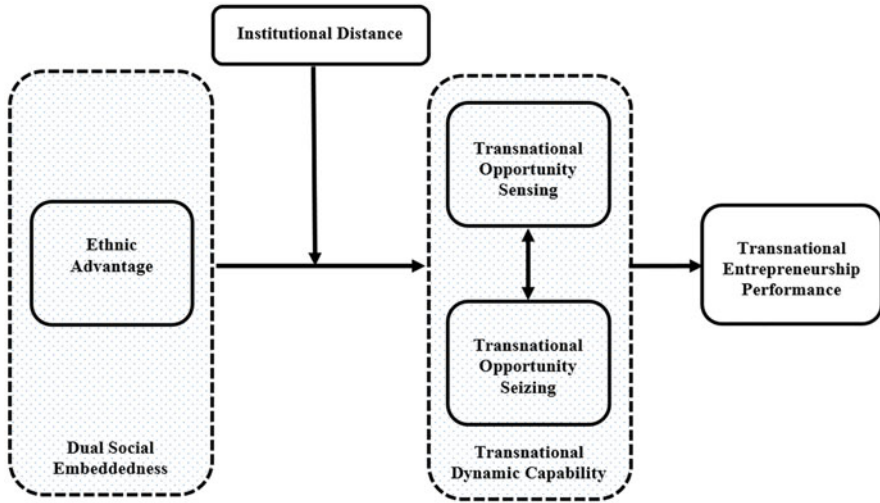 Institutional Distance
Ethnic
Advantage
Dual Social
Embeddedness
Transnational
Opportunity
Sensing
Transnational
Opportunity
Seizing
Transnational
Dynamic Capability
Transnational
Entrepreneurship
Performance